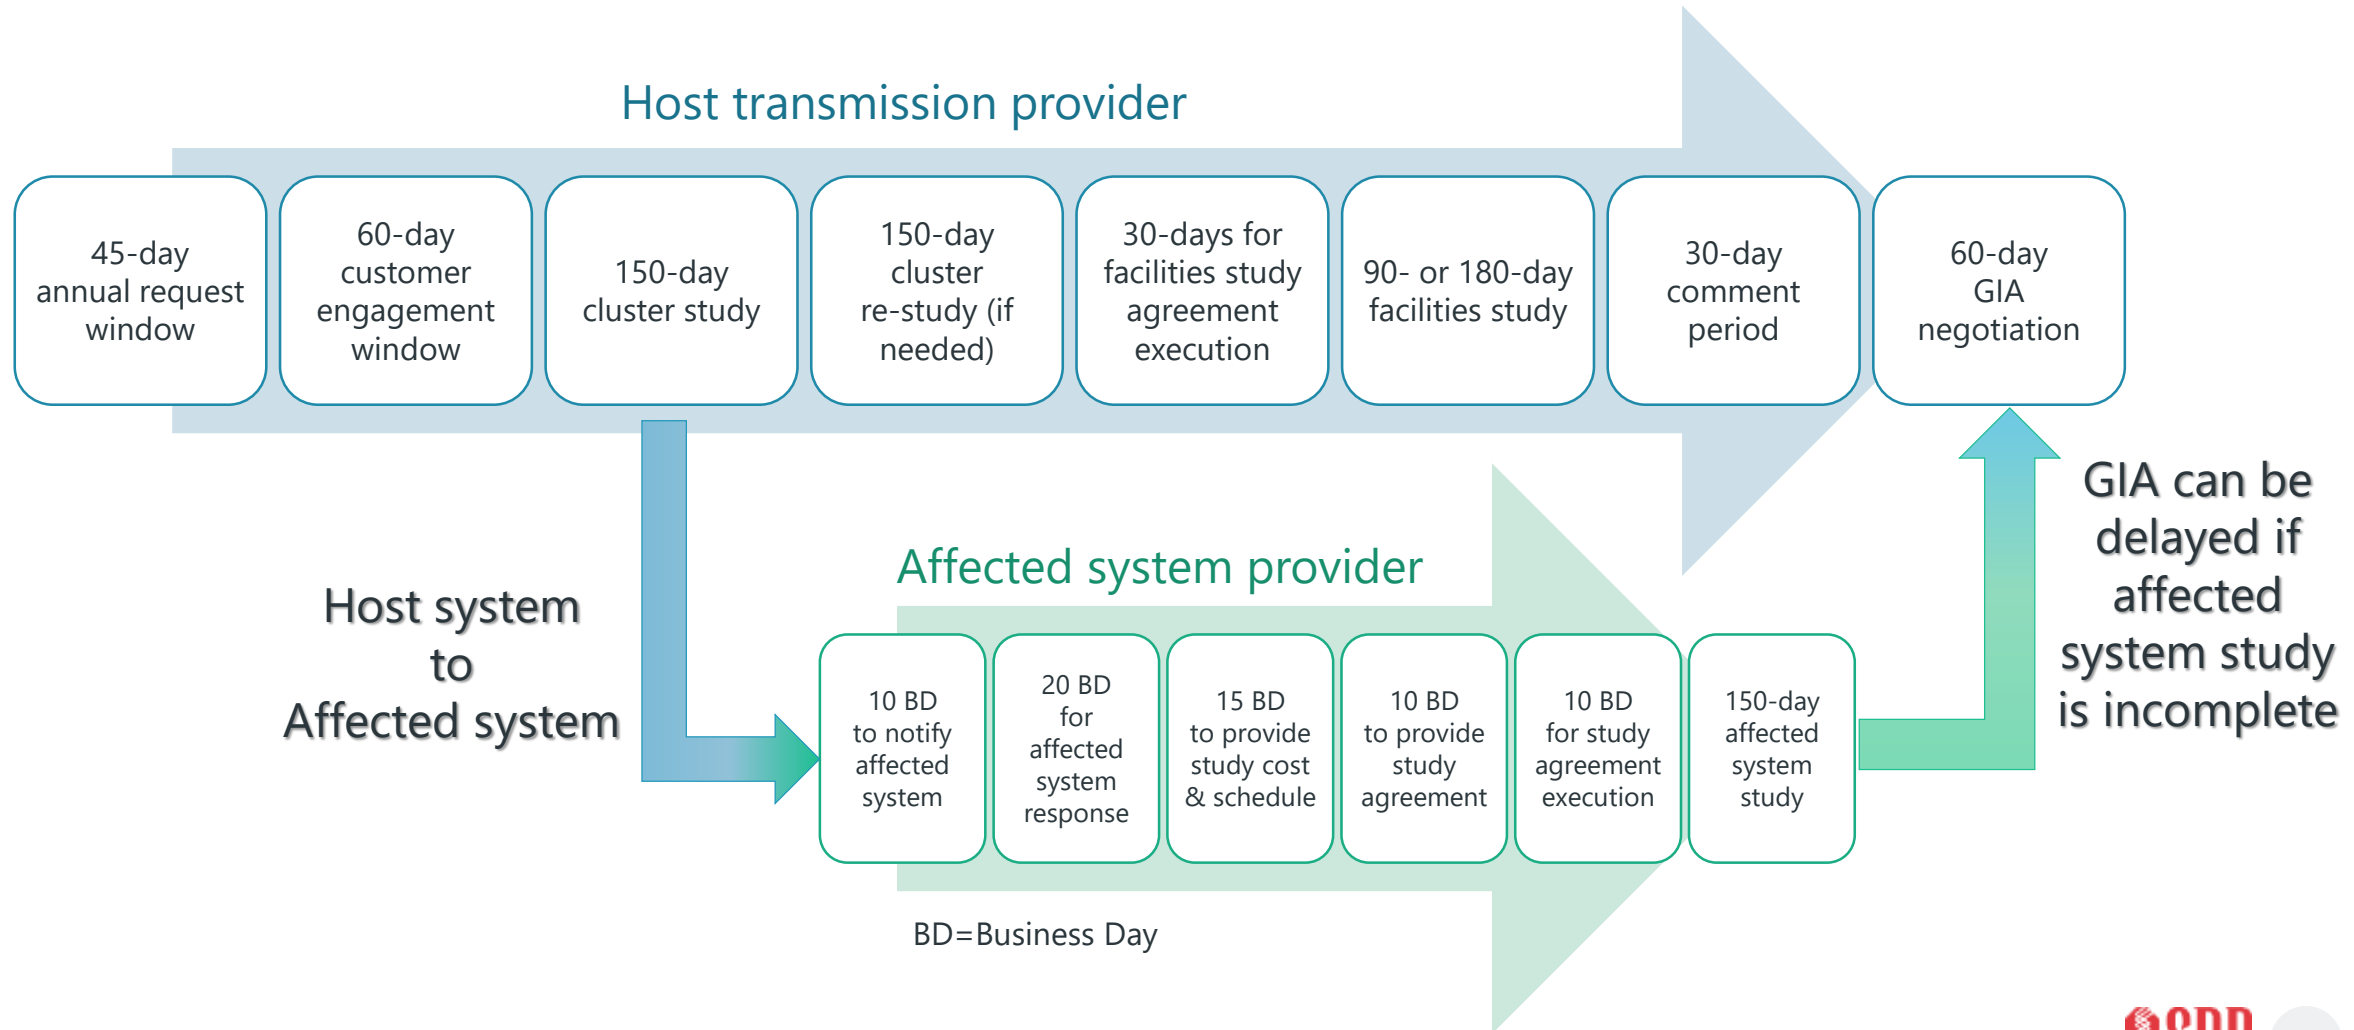 Host transmission provider
45-day
annual request
window
60-day
customer
engagement
window
150-day
cluster study
150-day
cluster
re-study (if
needed)
30-days for
facilities study
agreement
execution
90- or 180-day
facilities study
30-day
comment
period
60-day
GIA
negotiation
Host system
to
Affected system
Affected system provider
10 BD
to notify
affected
system
20 BD
for
affected
system
response
15 BD
to provide
study cost
& schedule
10 BD
to provide
study
agreement
10 BD
for study
agreement
execution
150-day
affected
system
study
GIA can be
delayed if
affected
system study
is incomplete
BD=Business Day